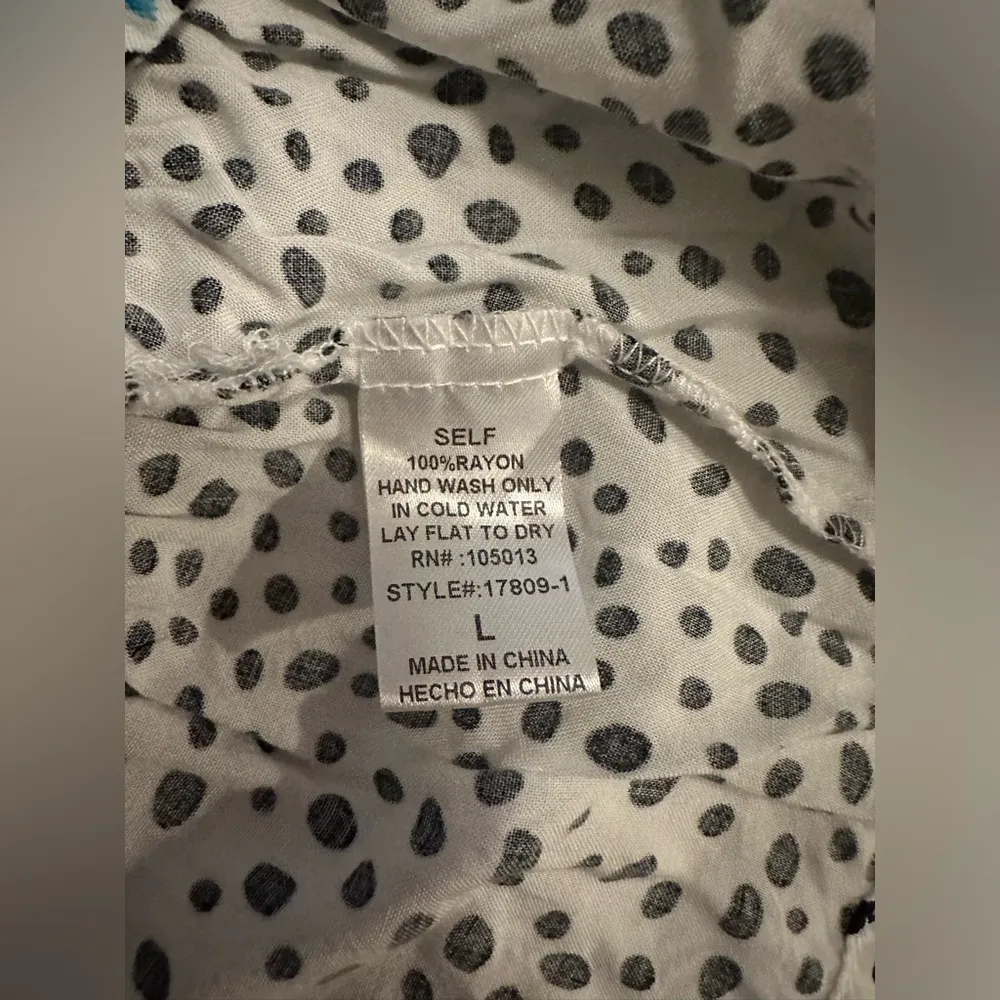 SELF
100%RAYON
HAND WASH ONLY
IN COLD WATER
LAY FLAT TO DRY
RN# :105013
STYLE#:17809-1
L
MADE IN CHINA
HECHO EN CHINA